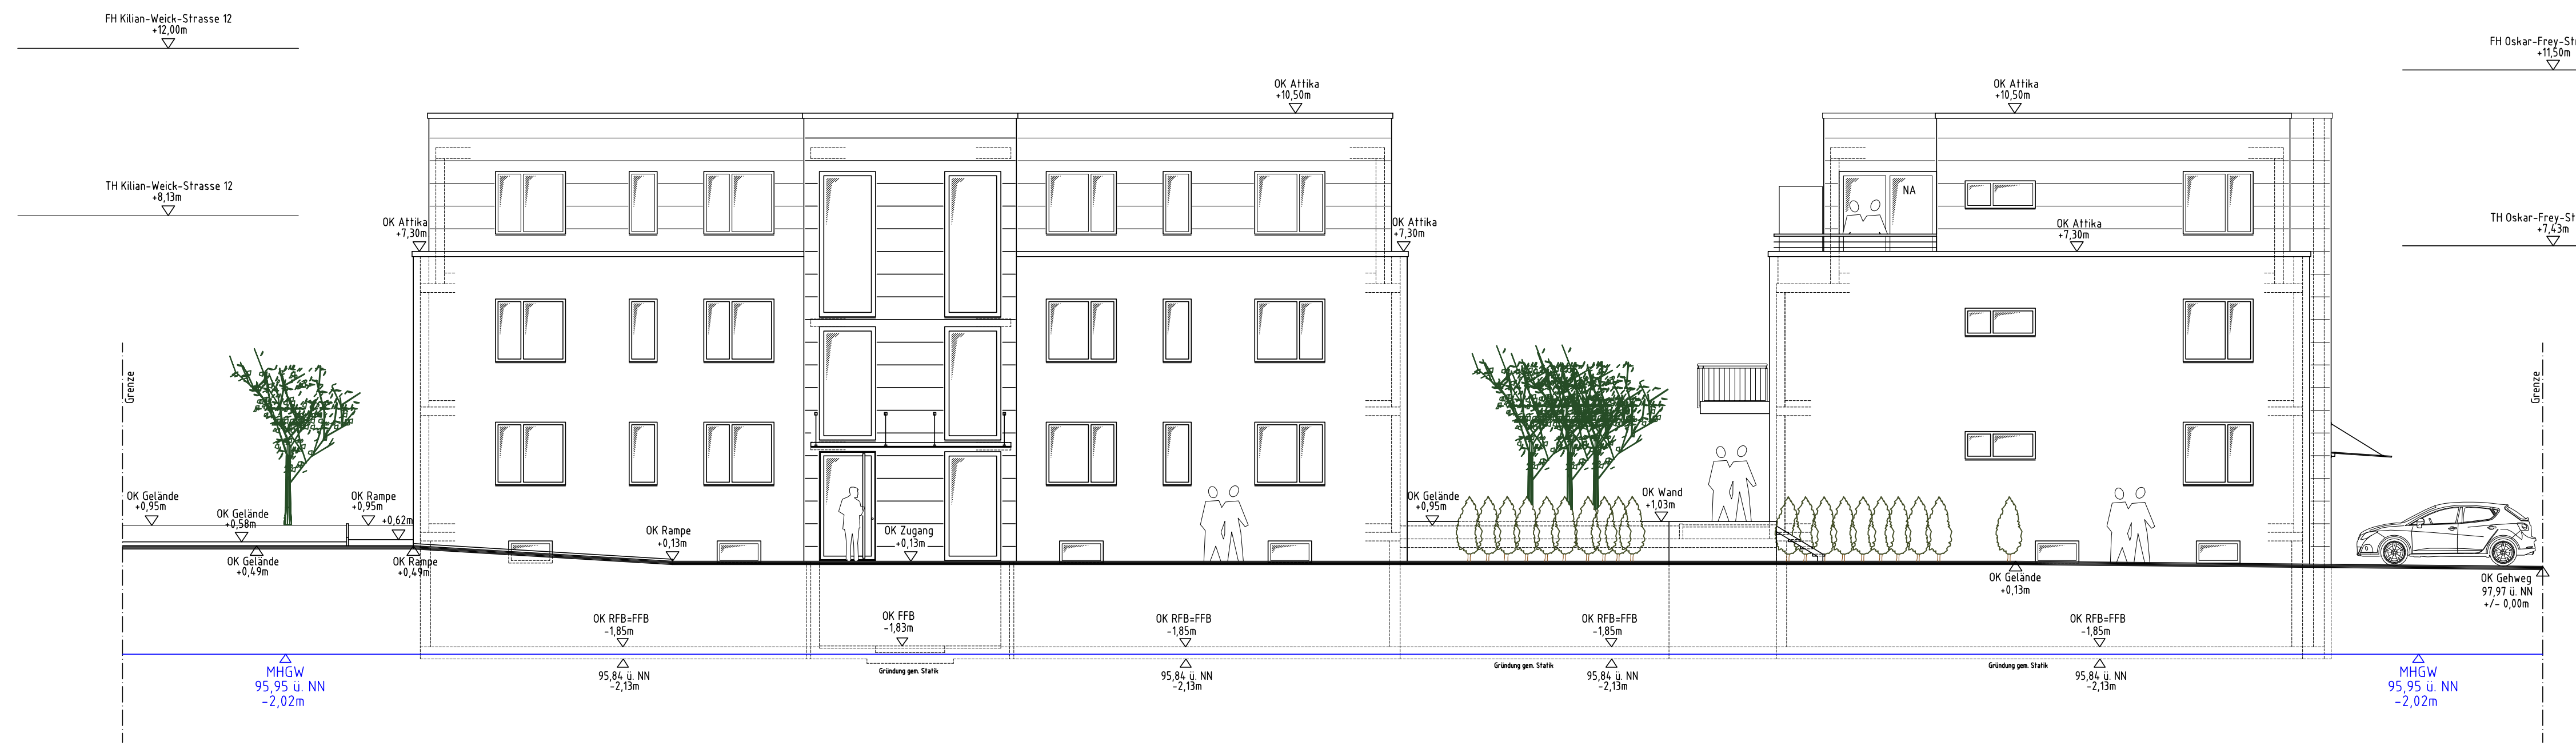 FH Kilian-Weick-Strasse 12
+12,00m
FH Oskar-Frey-St
+11,50m
OK Attika
+10,50m
OK Attika
+10,50m
TH Kilian-Weick-Strasse 12
+8,13m
NA
OK Attika
+7,30m
OK Attika
+7,30m
OK Attika
+7,30m
TH Oskar-Frey-St
+7,43m
Grenze
Grenze
OK Gelände
+0,95m
OK Gelände
+0,58m
OK Rampe
+0,95m
+0,62m
OK Gelände
+0,49m
OK Rampe
+0,49m
OK Rampe
+0,13m
OK Zugang
+0,13m
OK Gelände
+0,95m
OK Wand
+1,03m
OK Gelände
+0,13m
OK Gehweg
97,97 ü. NN
+/- 0,00m
OK RFB=FFB
-1,85m
OK FFB
-1,83m
OK RFB=FFB
-1,85m
OK RFB=FFB
-1,85m
OK RFB=FFB
-1,85m
MHGW
95,95 ü. NN
-2,02m
95,84 ü. NN
-2,13m
Gründung gem. Statik
95,84 ü. NN
-2,13m
Gründung gem. Statik
95,84 ü. NN
-2,13m
Gründung gem. Statik
95,84 ü. NN
-2,13m
MHGW
95,95 ü. NN
-2,02m